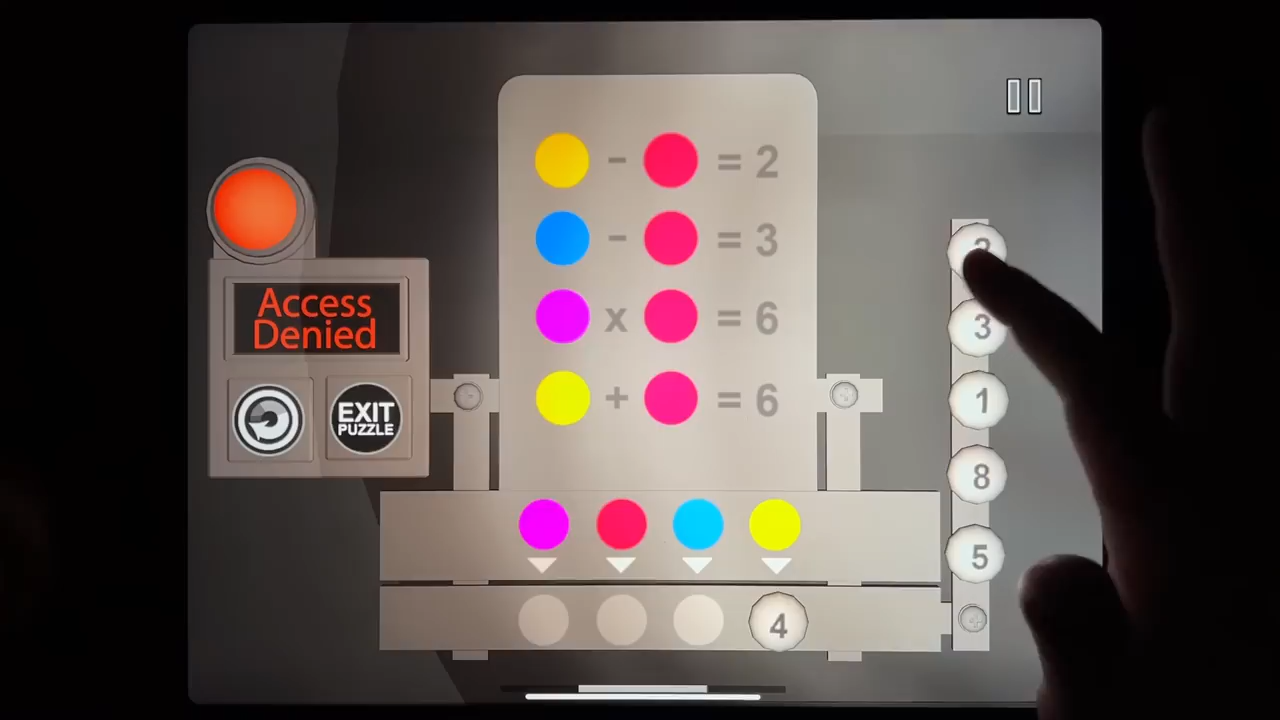 - = 2
- = 3
x = 6
+ = 6
Access
Denied
EXIT
PUZZLE
3
1
8
5
4